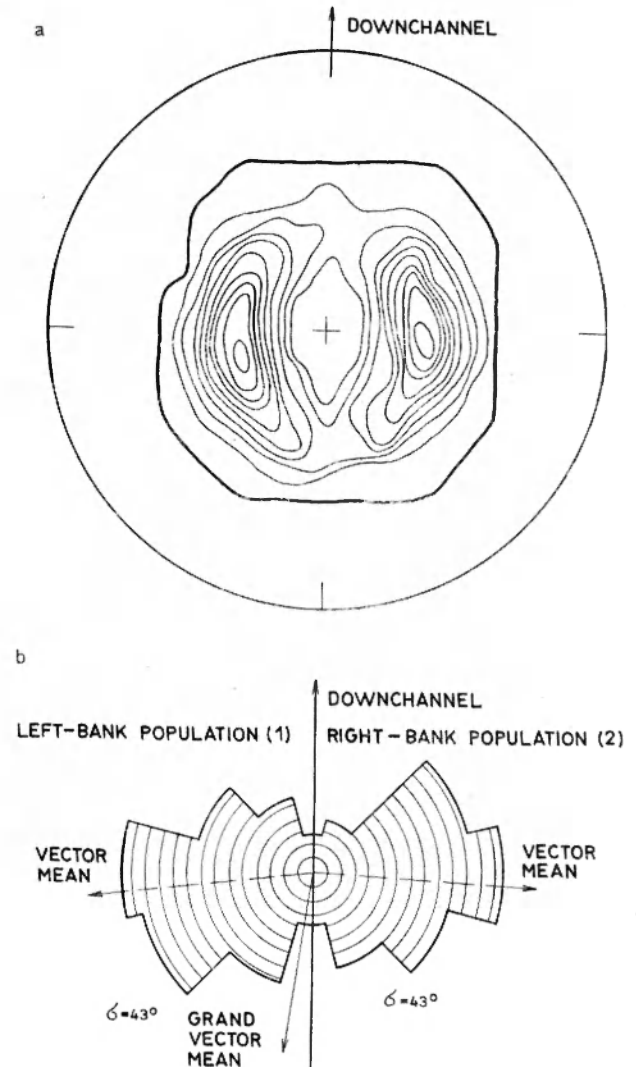 a
DOWNCHANNEL
b
DOWNCHANNEL
LEFT-BANK POPULATION (1)
RIGHT-BANK POPULATION (2)
VECTOR
MEAN
VECTOR
MEAN
σ=43°
σ=43°
GRAND
VECTOR
MEAN